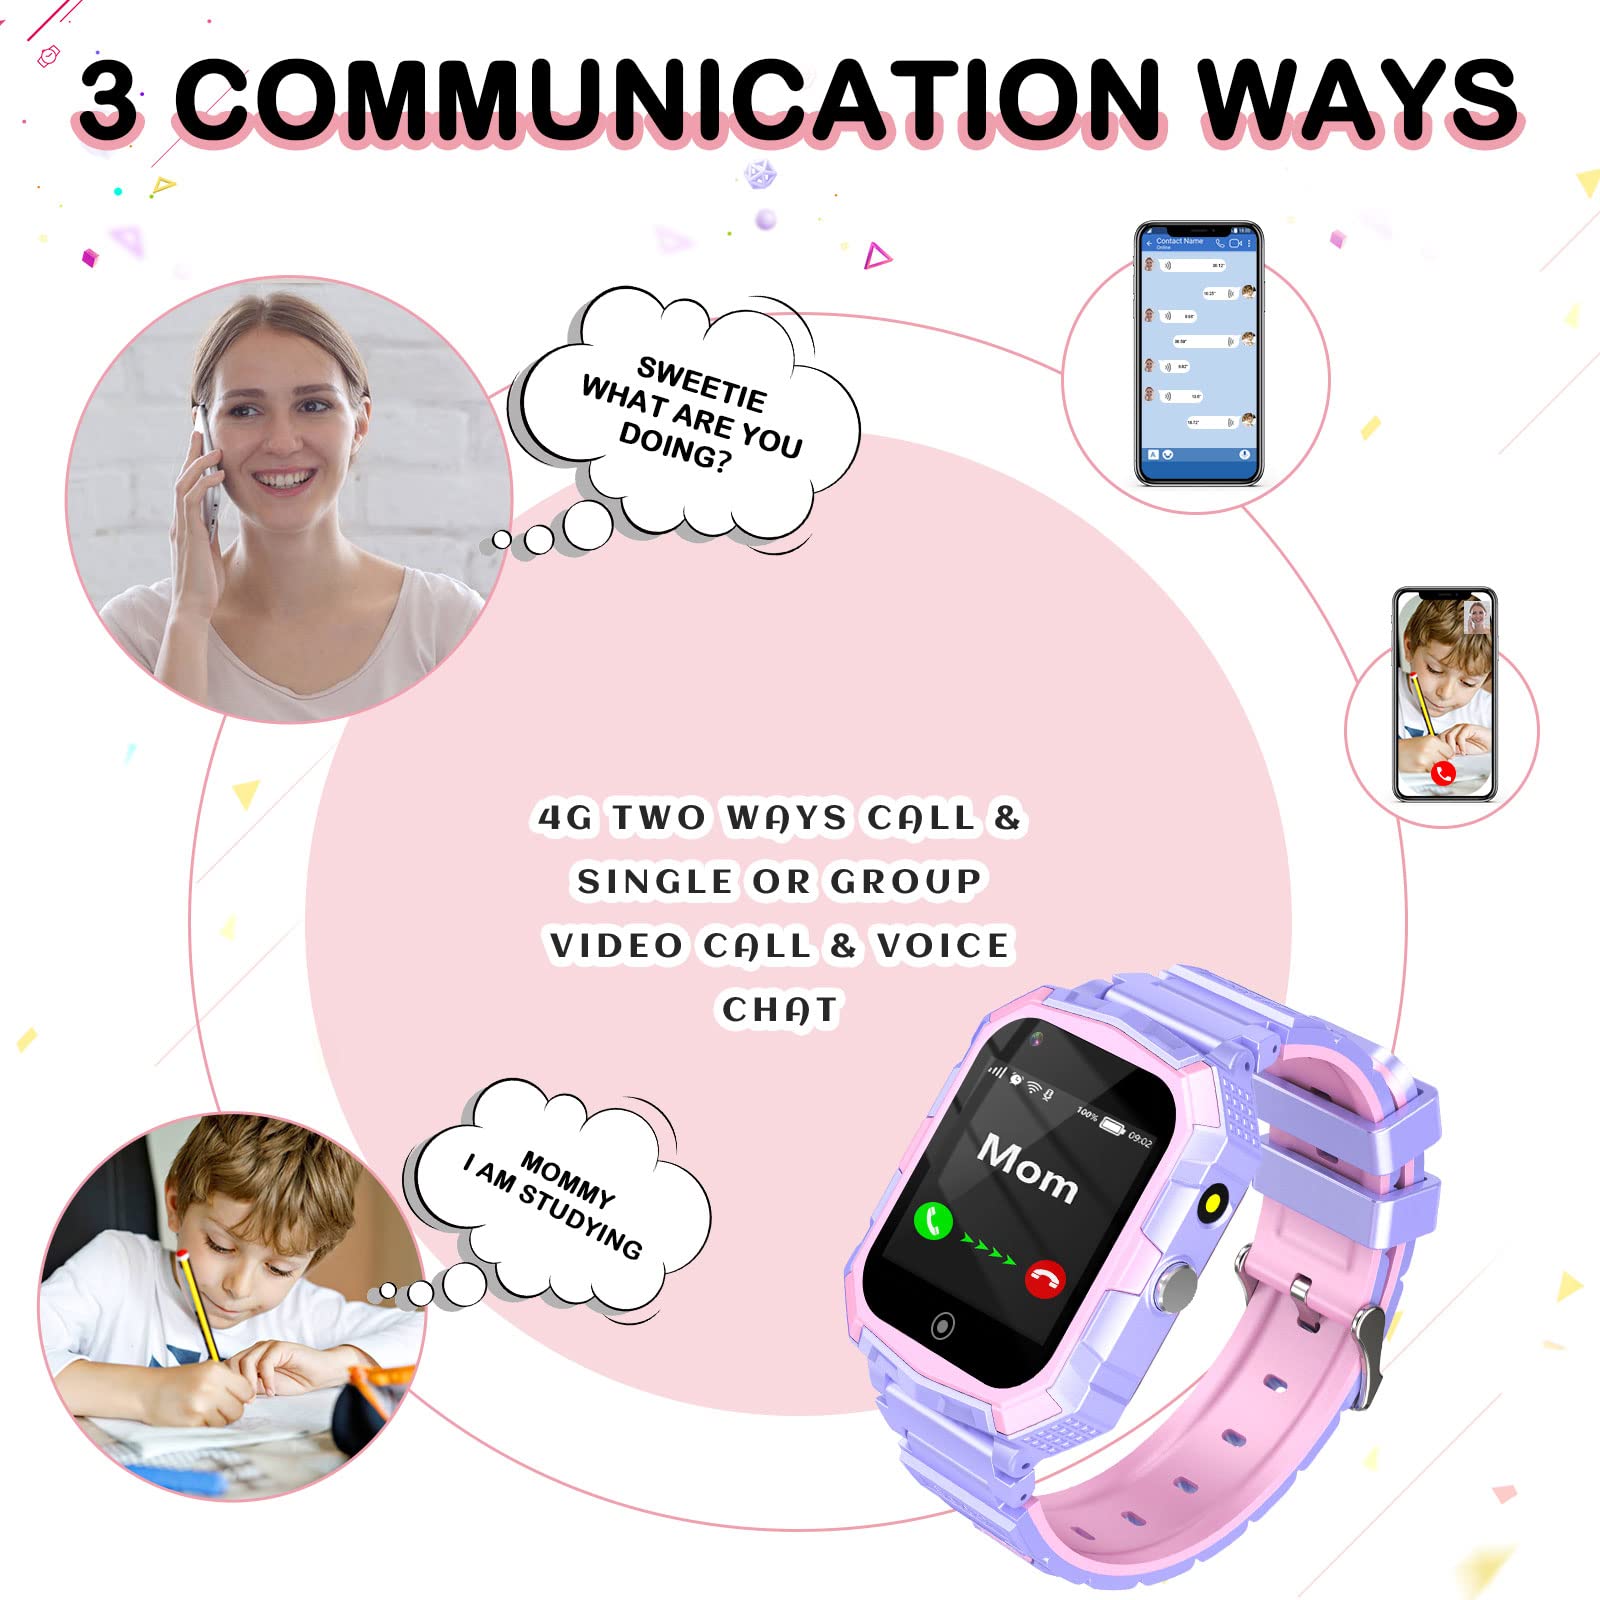 3 COMMUNICATION WAYS
Contact Name
Online
SWEETIE
WHAT ARE YOU
DOING?
4G TWO WAYS CALL &
SINGLE OR GROUP
VIDEO CALL & VOICE
CHAT
MOMMY
I AM STUDYING
100%
09:02
Mom